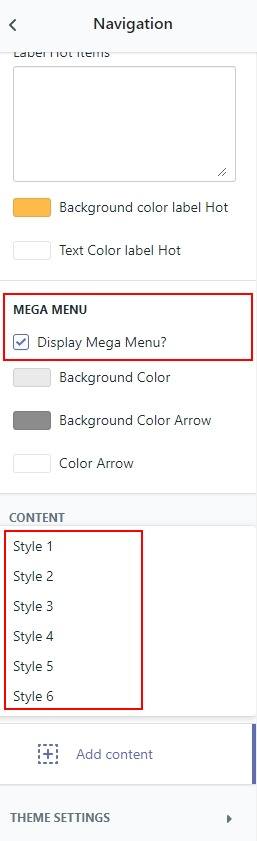 Navigation
Label Hot Items
Background color label Hot
Text Color label Hot
MEGA MENU
Display Mega Menu?
Background Color
Background Color Arrow
Color Arrow
CONTENT
Style 1
Style 2
Style 3
Style 4
Style 5
Style 6
Add content
THEME SETTINGS